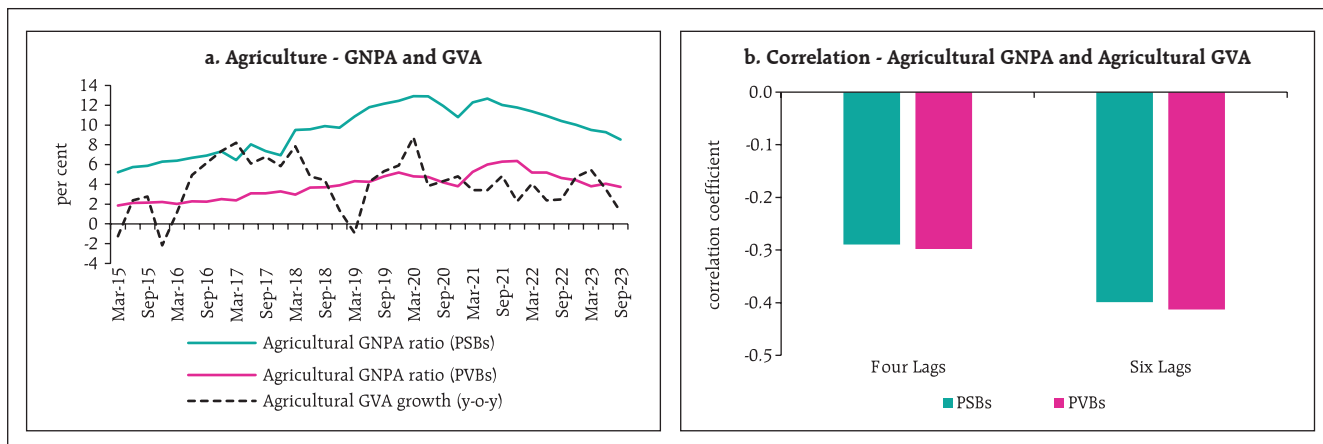 a. Agriculture - GNPA and GVA
per cent
14
12
10
8
6
4
2
0
-2
-4
Mar-15
Sep-15
Mar-16
Sep-16
Mar-17
Sep-17
Mar-18
Sep-18
Mar-19
Sep-19
Mar-20
Sep-20
Mar-21
Sep-21
Mar-22
Sep-22
Mar-23
Sep-23
Agricultural GNPA ratio (PSBs)
Agricultural GNPA ratio (PVBs)
Agricultural GVA growth (y-o-y)
b. Correlation - Agricultural GNPA and Agricultural GVA
correlation coefficient
0.0
-0.1
-0.2
-0.3
-0.4
-0.5
Four Lags
Six Lags
PSBs
PVBs